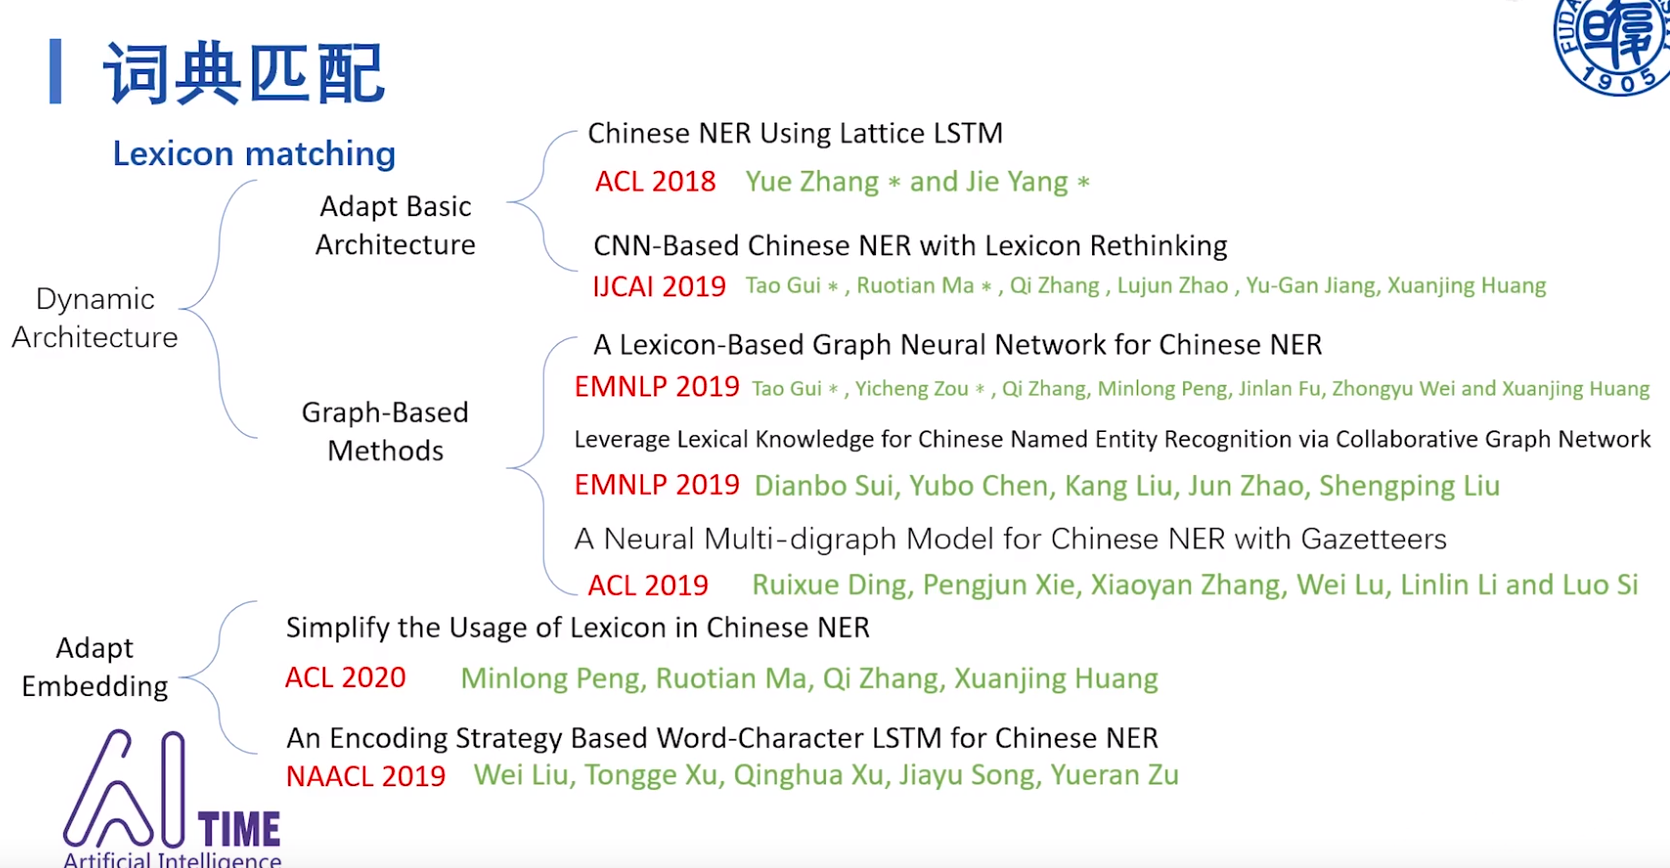 词典匹配
Lexicon matching
Dynamic
Architecture
Adapt Basic
Architecture
Chinese NER Using Lattice LSTM
ACL 2018 Yue Zhang * and Jie Yang *
CNN-Based Chinese NER with Lexicon Rethinking
IJCAI 2019 Tao Gui * , Ruotian Ma * , Qi Zhang , Lujun Zhao , Yu-Gan Jiang, Xuanjing Huang
Graph-Based
Methods
A Lexicon-Based Graph Neural Network for Chinese NER
EMNLP 2019 Tao Gui * , Yicheng Zou * , Qi Zhang, Minlong Peng, Jinlan Fu, Zhongyu Wei and Xuanjing Huang
Leverage Lexical Knowledge for Chinese Named Entity Recognition via Collaborative Graph Network
EMNLP 2019 Dianbo Sui, Yubo Chen, Kang Liu, Jun Zhao, Shengping Liu
A Neural Multi-digraph Model for Chinese NER with Gazetteers
ACL 2019 Ruixue Ding, Pengjun Xie, Xiaoyan Zhang, Wei Lu, Linlin Li and Luo Si
Adapt
Embedding
Simplify the Usage of Lexicon in Chinese NER
ACL 2020 Minlong Peng, Ruotian Ma, Qi Zhang, Xuanjing Huang
An Encoding Strategy Based Word-Character LSTM for Chinese NER
NAACL 2019 Wei Liu, Tongge Xu, Qinghua Xu, Jiayu Song, Yueran Zu
AI TIME
Artificial Intelligence
1905